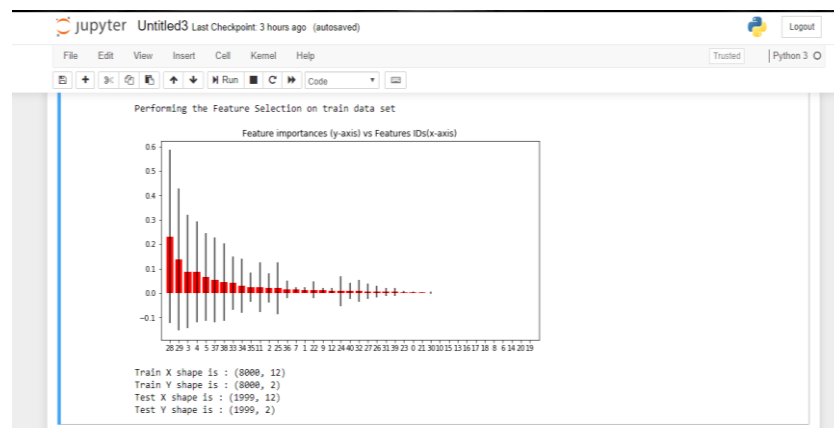 jupyter Untitled3 Last Checkpoint: 3 hours ago (autosaved)
Logout
File Edit View Insert Cell Kernel Help
Trusted Python 3
Run Code
Performing the Feature Selection on train data set
Feature importances (y-axis) vs Features IDs(x-axis)
0.6
0.5
0.4
0.3
0.2
0.1
0.0
−0.1
28 29 3 4 5 37 38 33 34 35 11 2 25 36 7 1 22 9 12 24 40 32 27 26 31 39 23 0 21 30 10 15 13 16 17 18 8 6 14 20 19
Train X shape is : (8000, 12)
Train Y shape is : (8000, 2)
Test X shape is : (1999, 12)
Test Y shape is : (1999, 2)